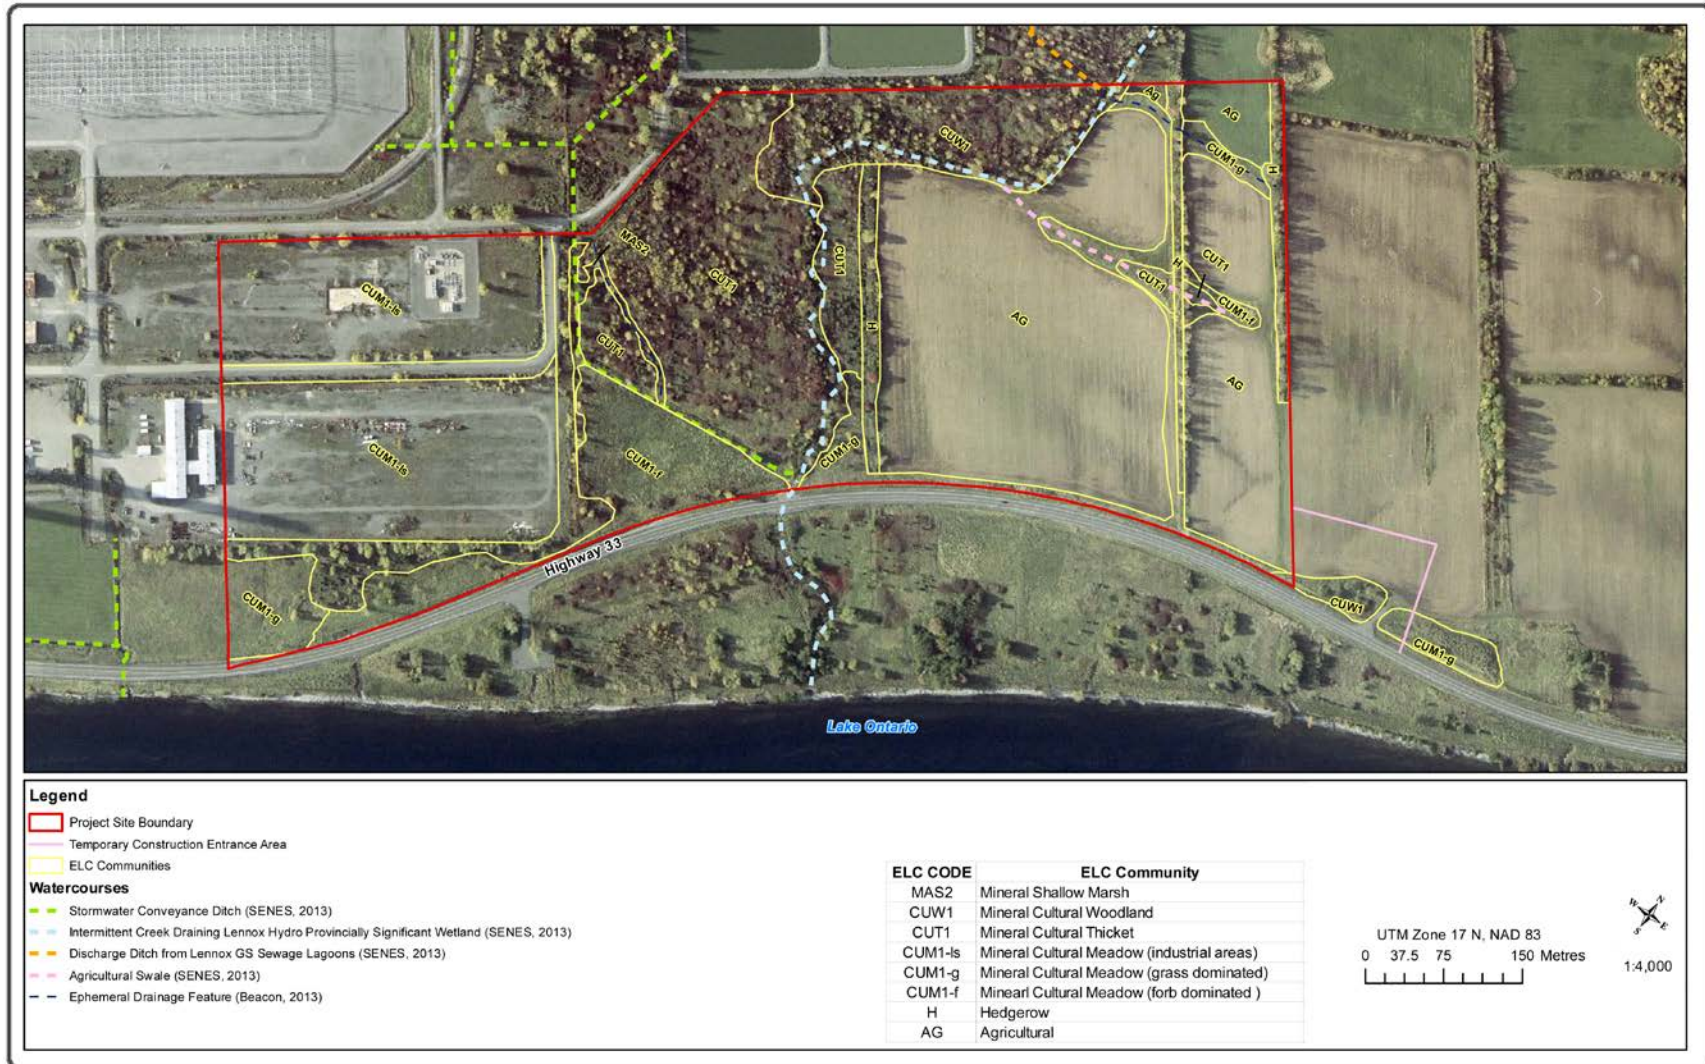 Ag
AG
CUW1
CUM1-g
H
MAS2
CUT1
CUT1
CUT1
H
CUM1-ls
CUT1
CUM1-f
AG
H
CUT1
AG
CUM1-ls
CUM1-g
CUM1-f
Highway 33
CUM1-g
CUW1
CUM1-g
Lake Ontario
Legend
Project Site Boundary
Temporary Construction Entrance Area
ELC Communities
Watercourses
Stormwater Conveyance Ditch (SENES, 2013)
Intermittent Creek Draining Lennox Hydro Provincially Significant Wetland (SENES, 2013)
Discharge Ditch from Lennox GS Sewage Lagoons (SENES, 2013)
Agricultural Swale (SENES, 2013)
Ephemeral Drainage Feature (Beacon, 2013)
ELC CODE ELC Community
MAS2 Mineral Shallow Marsh
CUW1 Mineral Cultural Woodland
CUT1 Mineral Cultural Thicket
CUM1-ls Mineral Cultural Meadow (industrial areas)
CUM1-g Mineral Cultural Meadow (grass dominated)
CUM1-f Minearl Cultural Meadow (forb dominated )
H Hedgerow
AG Agricultural
UTM Zone 17 N, NAD 83
0 37.5 75 150 Metres
1:4,000
N
W
E
S